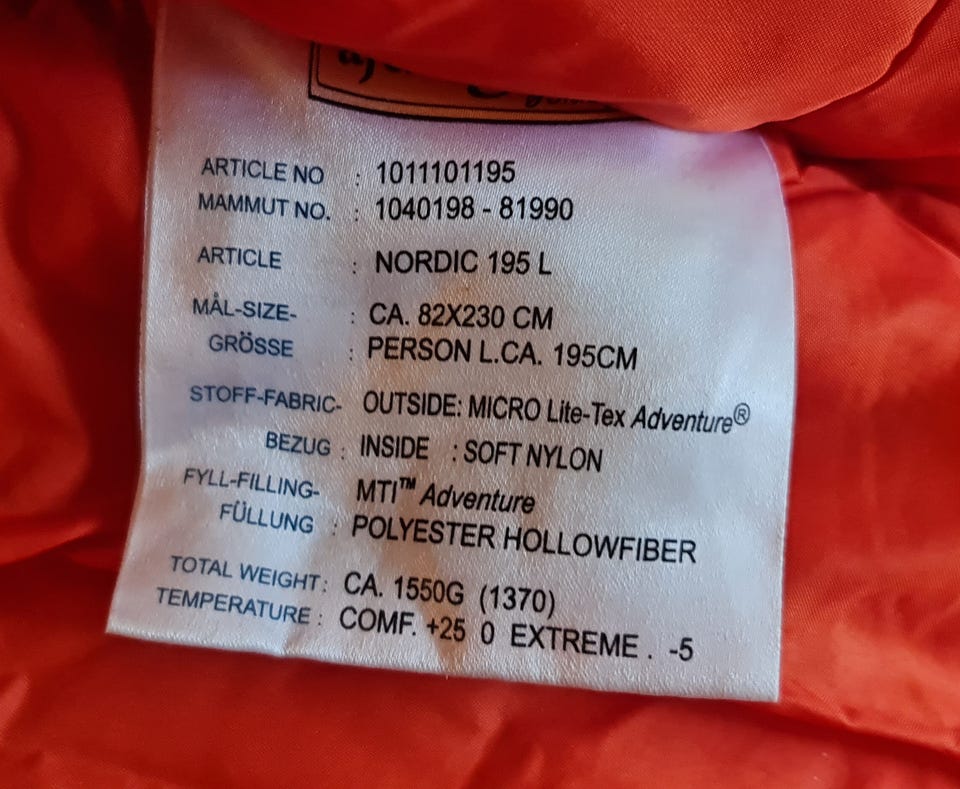 ARTICLE NO : 1011101195
MAMMUT NO. : 1040198 - 81990
ARTICLE : NORDIC 195 L
MÅL-SIZE- : CA. 82X230 CM
GRÖSSE : PERSON L.CA. 195CM
STOFF-FABRIC- OUTSIDE: MICRO Lite-Tex Adventure®
BEZUG : INSIDE : SOFT NYLON
FYLL-FILLING- MTI™ Adventure
FÜLLUNG : POLYESTER HOLLOWFIBER
TOTAL WEIGHT: CA. 1550G (1370)
TEMPERATURE : COMF. +25 0 EXTREME . -5